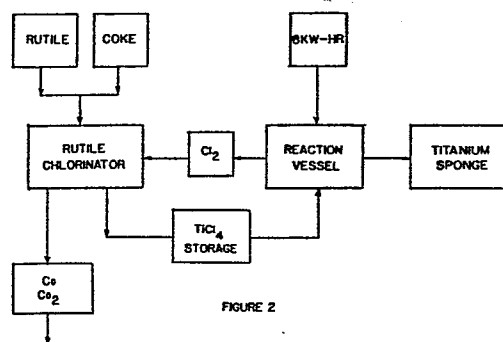 RUTILE
COKE
6KW-HR
RUTILE
CHLORINATOR
Cl2
REACTION
VESSEL
TITANIUM
SPONGE
TiCl4
STORAGE
Co
Co2
FIGURE 2